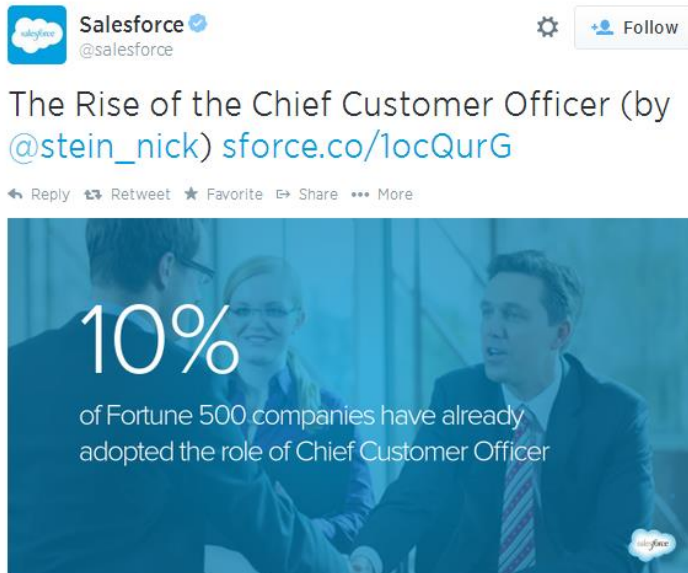 salesforce
Salesforce
@salesforce
Follow
The Rise of the Chief Customer Officer (by
@stein_nick) sforce.co/1ocQurG
Reply Retweet Favorite Share More
10%
of Fortune 500 companies have already
adopted the role of Chief Customer Officer
salesforce